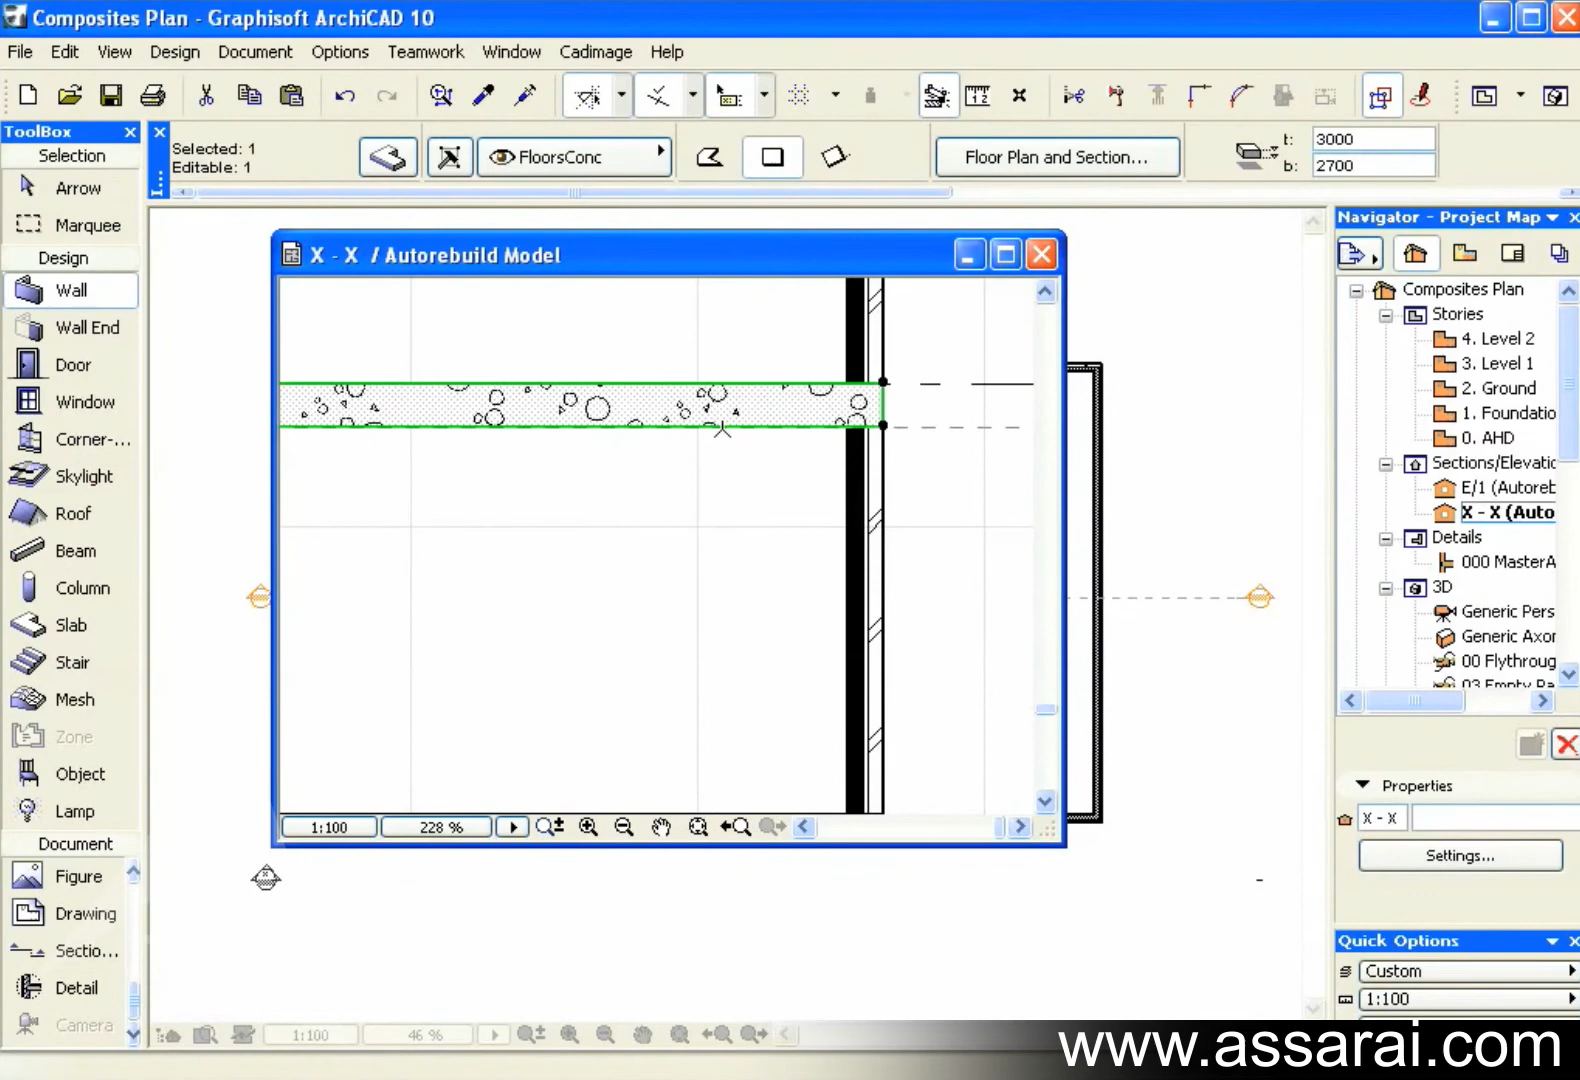 Composites Plan - Graphisoft ArchiCAD 10
File Edit View Design Document Options Teamwork Window Cadimage Help
ToolBox
Selection
Arrow
Marquee
Design
Wall
Wall End
Door
Window
Corner-...
Skylight
Roof
Beam
Column
Slab
Stair
Mesh
Zone
Object
Lamp
Document
Figure
Drawing
Sectio...
Detail
Camera
I...
Selected: 1
Editable: 1
FloorsConc
Floor Plan and Section...
t: 3000
b: 2700
X - X / Autorebuild Model
1:100 228 %
1:100 46 %
Navigator - Project Map
Composites Plan
Stories
4. Level 2
3. Level 1
2. Ground
1. Foundatio
0. AHD
Sections/Elevatic
E/1 (Autoreb
X - X (Auto
Details
000 MasterA
3D
Generic Pers
Generic Axor
00 Flythroug
03 Empty Pa
Properties
X - X
Settings...
Quick Options
Custom
1:100
www.assarai.com